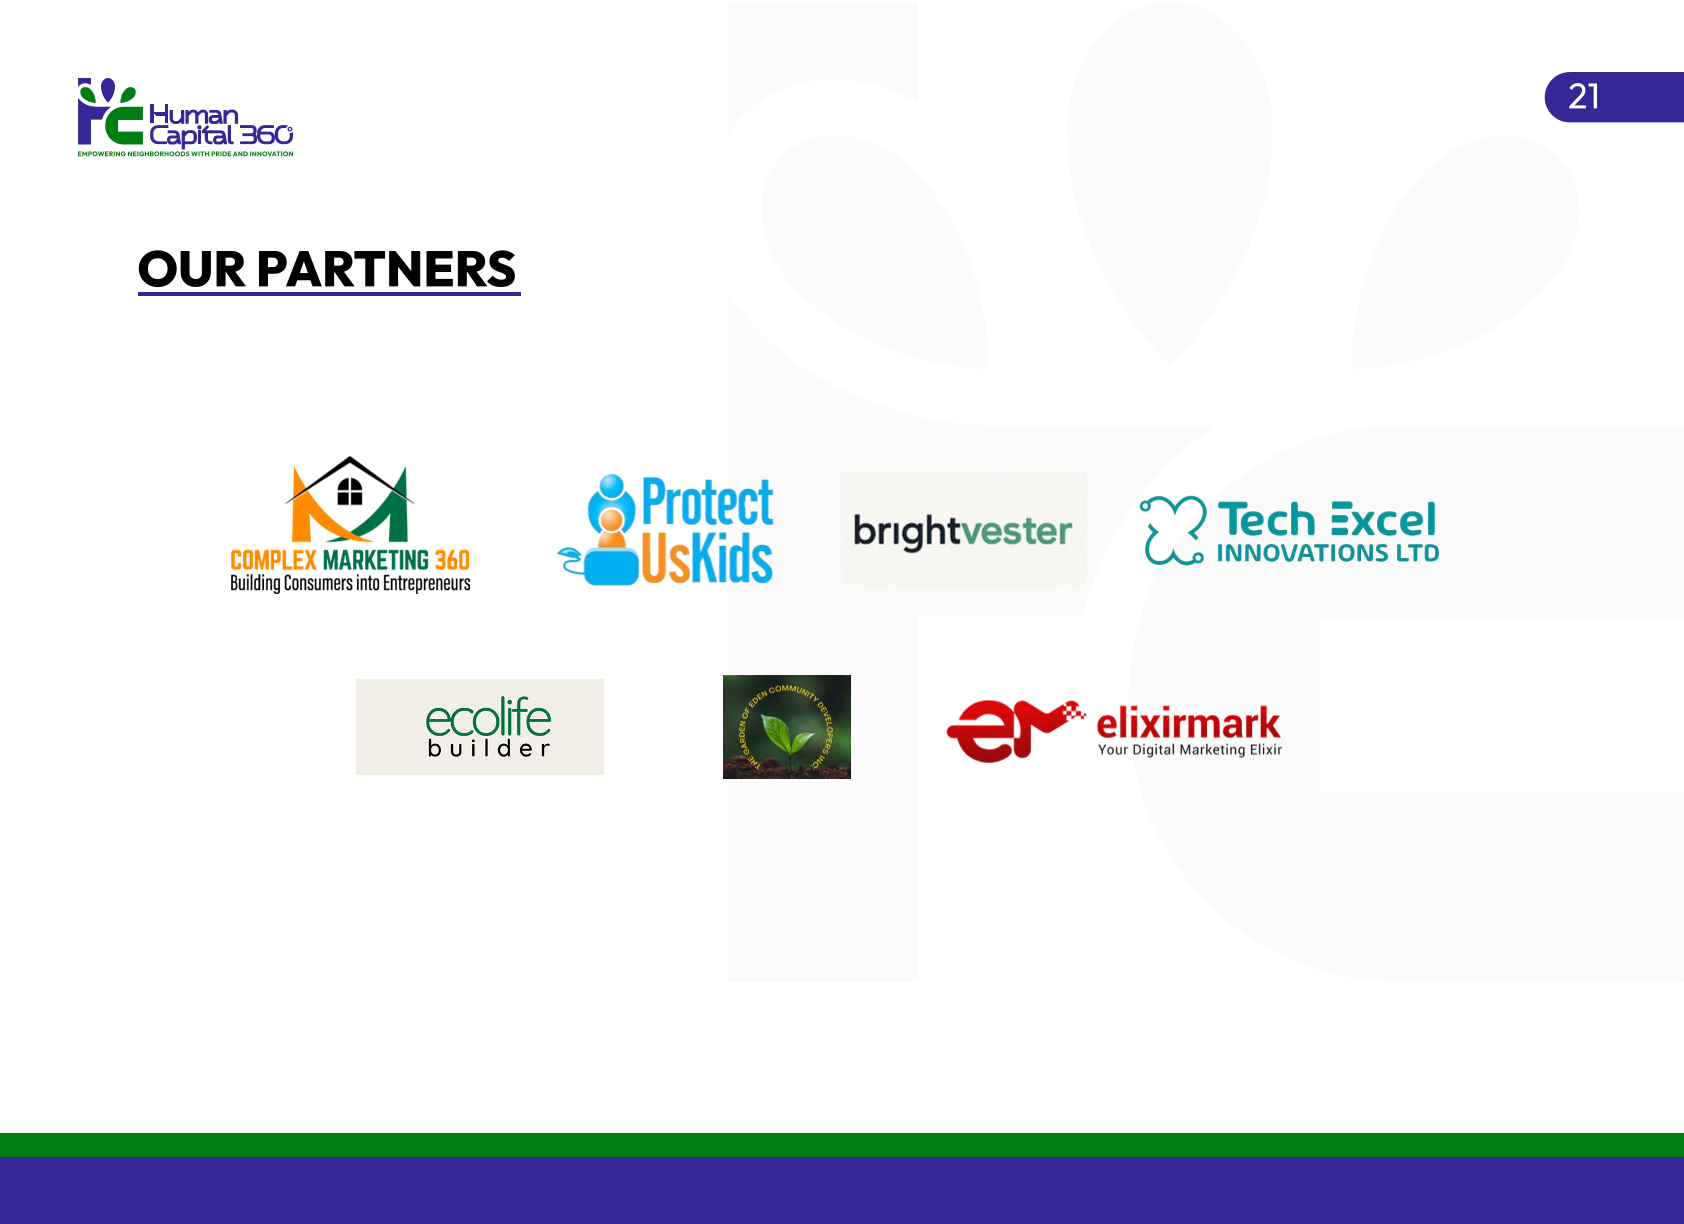 Human
Capital 360°
EMPOWERING NEIGHBORHOODS WITH PRIDE AND INNOVATION
21
OUR PARTNERS
COMPLEX MARKETING 360
Building Consumers into Entrepreneurs
Protect
UsKids
brightvester
Tech Excel
INNOVATIONS LTD
ecolife
builder
THE GARDEN OF EDEN COMMUNITY DEVELOPERS INC.
elixirmark
Your Digital Marketing Elixir